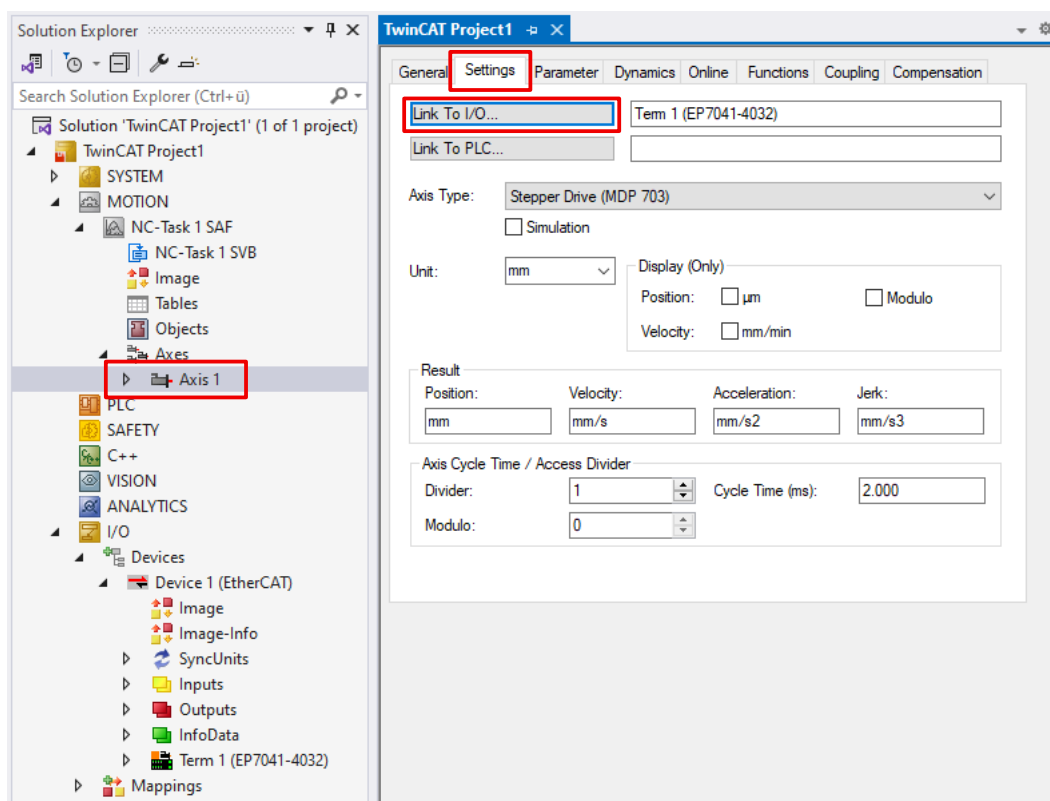 Solution Explorer
Search Solution Explorer (Ctrl+ü)
Solution 'TwinCAT Project1' (1 of 1 project)
TwinCAT Project1
SYSTEM
MOTION
NC-Task 1 SAF
NC-Task 1 SVB
Image
Tables
Objects
Axes
Axis 1
PLC
SAFETY
C++
VISION
ANALYTICS
I/O
Devices
Device 1 (EtherCAT)
Image
Image-Info
SyncUnits
Inputs
Outputs
InfoData
Term 1 (EP7041-4032)
Mappings
TwinCAT Project1
General Settings Parameter Dynamics Online Functions Coupling Compensation
Link To I/O... Term 1 (EP7041-4032)
Link To PLC...
Axis Type: Stepper Drive (MDP 703)
Simulation
Unit: mm
Display (Only)
Position: µm Modulo
Velocity: mm/min
Result
Position: Velocity: Acceleration: Jerk:
mm mm/s mm/s2 mm/s3
Axis Cycle Time / Access Divider
Divider: 1 Cycle Time (ms): 2.000
Modulo: 0